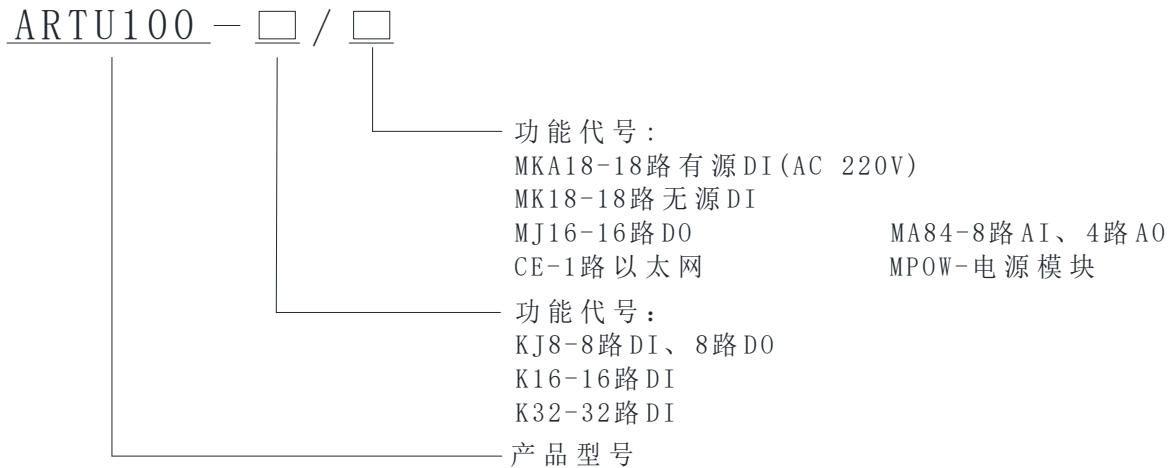 ARTU100-□/□
功能代号:
MKA18-18路有源DI(AC 220V)
MK18-18路无源DI
MJ16-16路DO MA84-8路AI、4路AO
CE-1路以太网 MPOW-电源模块
功能代号：
KJ8-8路DI、8路DO
K16-16路DI
K32-32路DI
产品型号